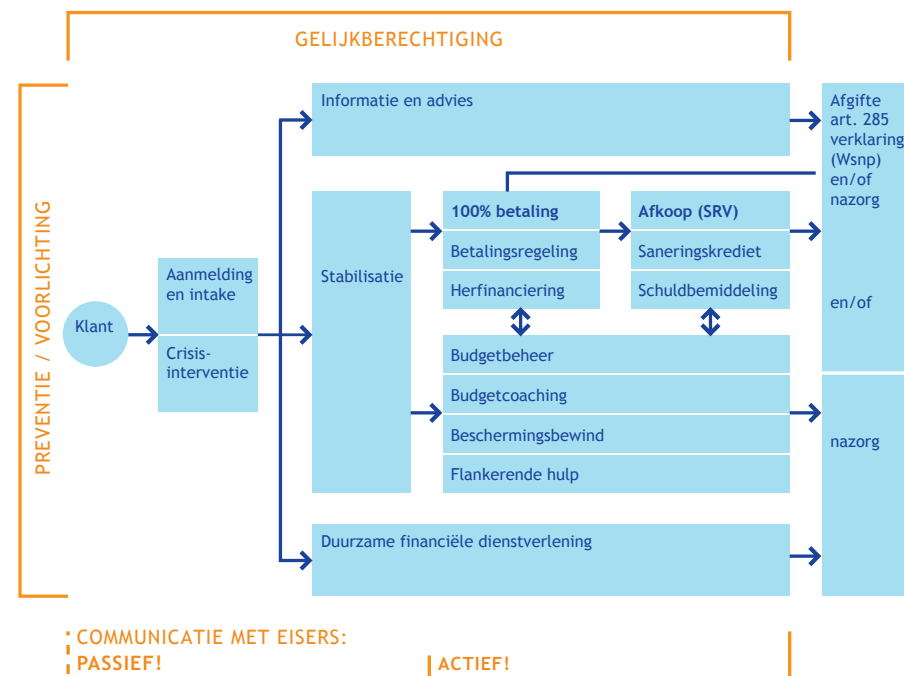 GELIJKBERECHTIGING
PREVENTIE / VOORLICHTING
Klant
Aanmelding
en intake
Crisis-
interventie
Informatie en advies
Stabilisatie
100% betaling
Betalingsregeling
Herfinanciering
Afkoop (SRV)
Saneringskrediet
Schuldbemiddeling
Budgetbeheer
Budgetcoaching
Beschermingsbewind
Flankerende hulp
Duurzame financiële dienstverlening
Afgifte
art. 285
verklaring
(Wsnp)
en/of
nazorg
en/of
nazorg
COMMUNICATIE MET EISERS:
PASSIEF!
ACTIEF!